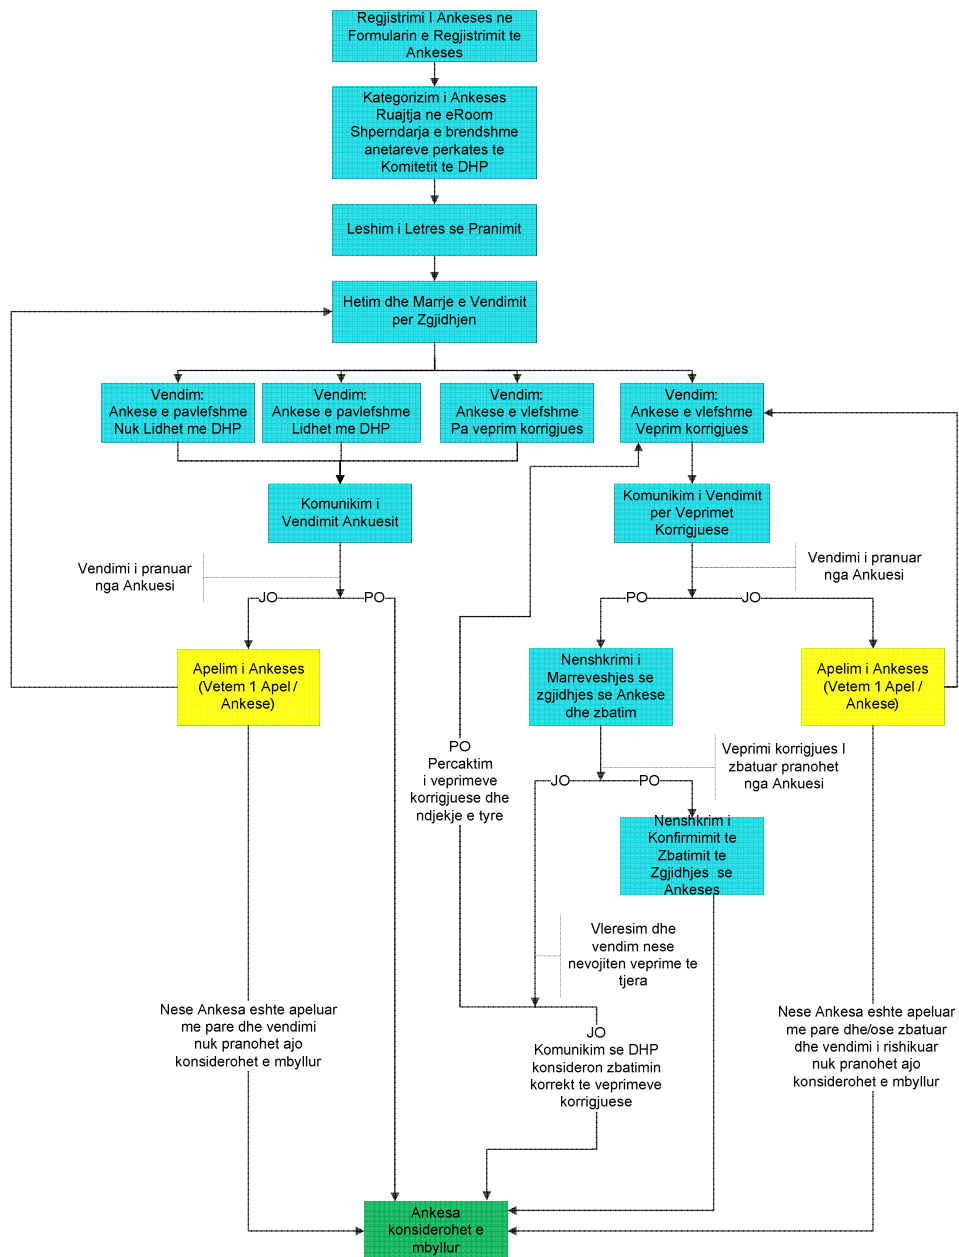 Regjistrimi I Ankeses ne
Formularin e Regjistrimit te
Ankeses
Kategorizim i Ankeses
Ruajtja ne eRoom
Shperndarja e brendshme
anetareve perkates te
Komitetit te DHP
Leshim i Letres se Pranimit
Hetim dhe Marrje e Vendimit
per Zgjidhjen
Vendim:
Ankese e pavlefshme
Nuk Lidhet me DHP
Vendim:
Ankese e pavlefshme
Lidhet me DHP
Vendim:
Ankese e vlefshme
Pa veprim korrigjues
Vendim:
Ankese e vlefshme
Veprim korrigjues
Komunikim i
Vendimit Ankuesit
Komunikim i Vendimit
per Veprimet
Korrigjuese
Vendimi i pranuar
nga Ankuesi
Vendimi i pranuar
nga Ankuesi
JO
PO
PO
JO
Apelim i Ankeses
(Vetem 1 Apel /
Ankese)
Nenshkrimi i
Marreveshjes se
zgjidhjes se Ankese
dhe zbatim
Apelim i Ankeses
(Vetem 1 Apel /
Ankese)
PO
Percaktim
i veprimeve
korrigjuese dhe
ndjekje e tyre
Veprimi korrigjues I
zbatuar pranohet
nga Ankuesi
JO
PO
Nenshkrim i
Konfirmimit te
Zbatimit te
Zgjidhjes se
Ankeses
Vleresim dhe
vendim nese
nevojiten veprime te
tjera
Nese Ankesa eshte apeluar
me pare dhe vendimi
nuk pranohet ajo
konsiderohet e mbyllur
JO
Komunikim se DHP
konsideron zbatimin
korrekt te veprimeve
korrigjuese
Nese Ankesa eshte apeluar
me pare dhe/ose zbatuar
dhe vendimi i rishikuar
nuk pranohet ajo
konsiderohet e mbyllur
Ankesa
konsiderohet e
mbyllur